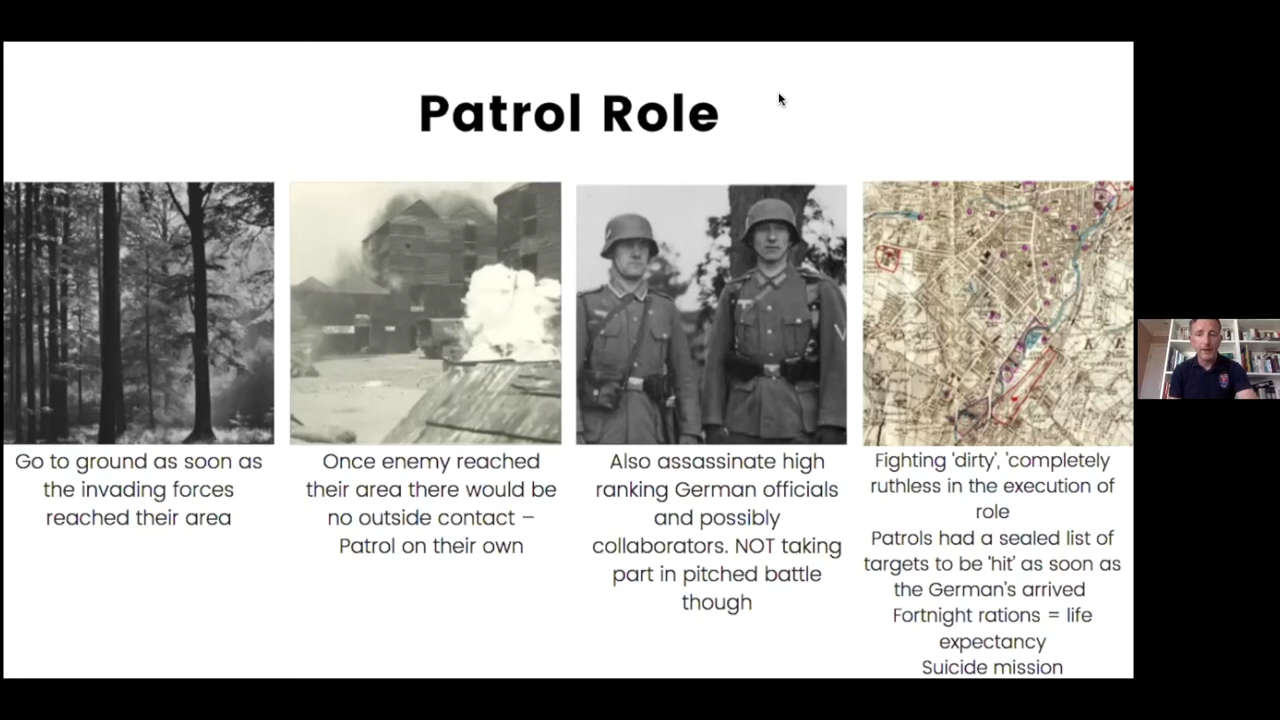 Patrol Role
Go to ground as soon as
the invading forces
reached their area
Once enemy reached
their area there would be
no outside contact –
Patrol on their own
Also assassinate high
ranking German officials
and possibly
collaborators. NOT taking
part in pitched battle
though
Fighting 'dirty', 'completely
ruthless in the execution of
role
Patrols had a sealed list of
targets to be 'hit' as soon as
the German's arrived
Fortnight rations = life
expectancy
Suicide mission